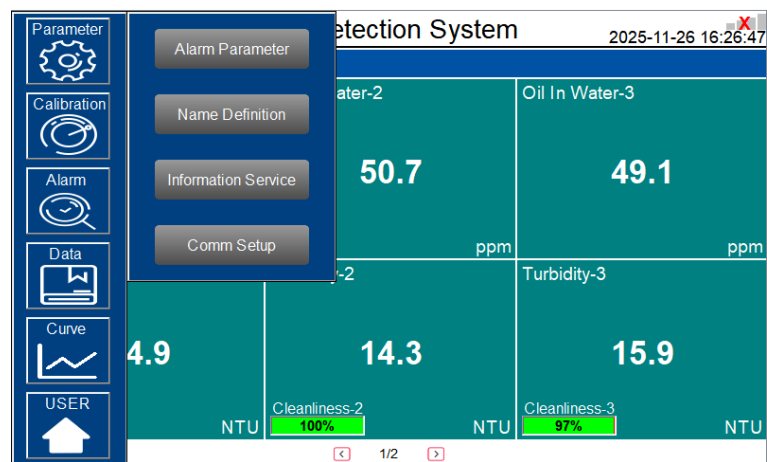 Parameter
Calibration
Alarm
Data
Curve
USER
Alarm Parameter
Name Definition
Information Service
Comm Setup
etection System
2025-11-26 16:26:47
ater-2
50.7
ppm
Oil In Water-3
49.1
ppm
4.9
NTU
-2
14.3
Cleanliness-2
100%
NTU
Turbidity-3
15.9
Cleanliness-3
97%
NTU
1/2